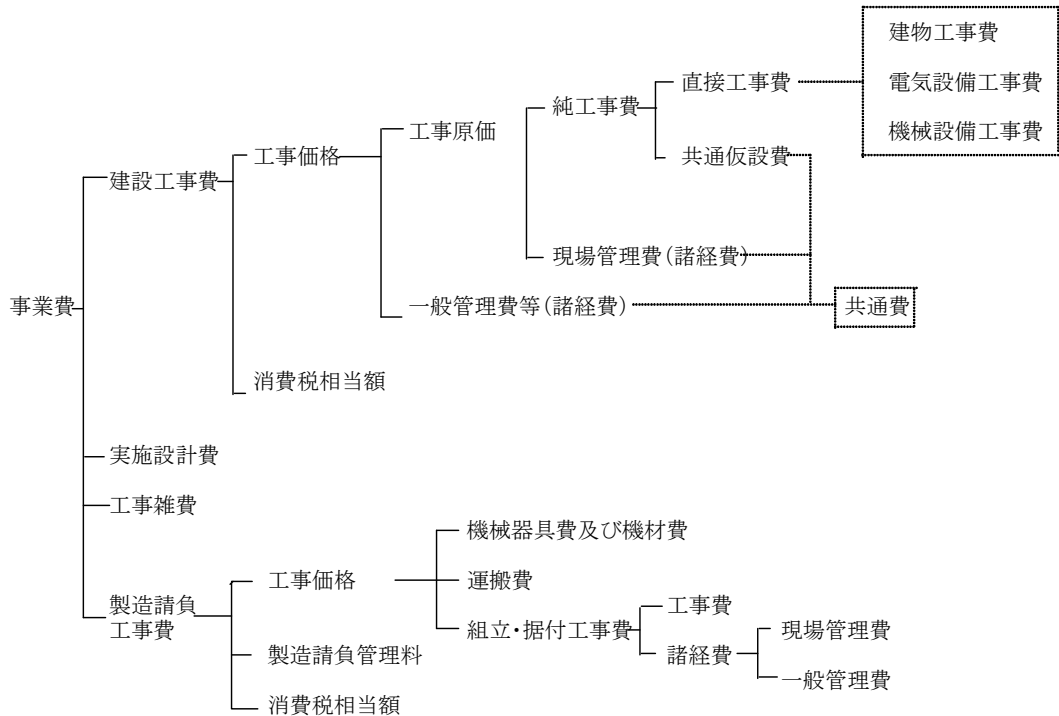 事業費
建設工事費
工事価格
工事原価
純工事費
直接工事費
建物工事費
電気設備工事費
機械設備工事費
共通仮設費
現場管理費(諸経費)
一般管理費等(諸経費)
共通費
消費税相当額
実施設計費
工事雑費
製造請負
工事費
工事価格
機械器具費及び機材費
運搬費
組立・据付工事費
工事費
諸経費
現場管理費
一般管理費
製造請負管理料
消費税相当額